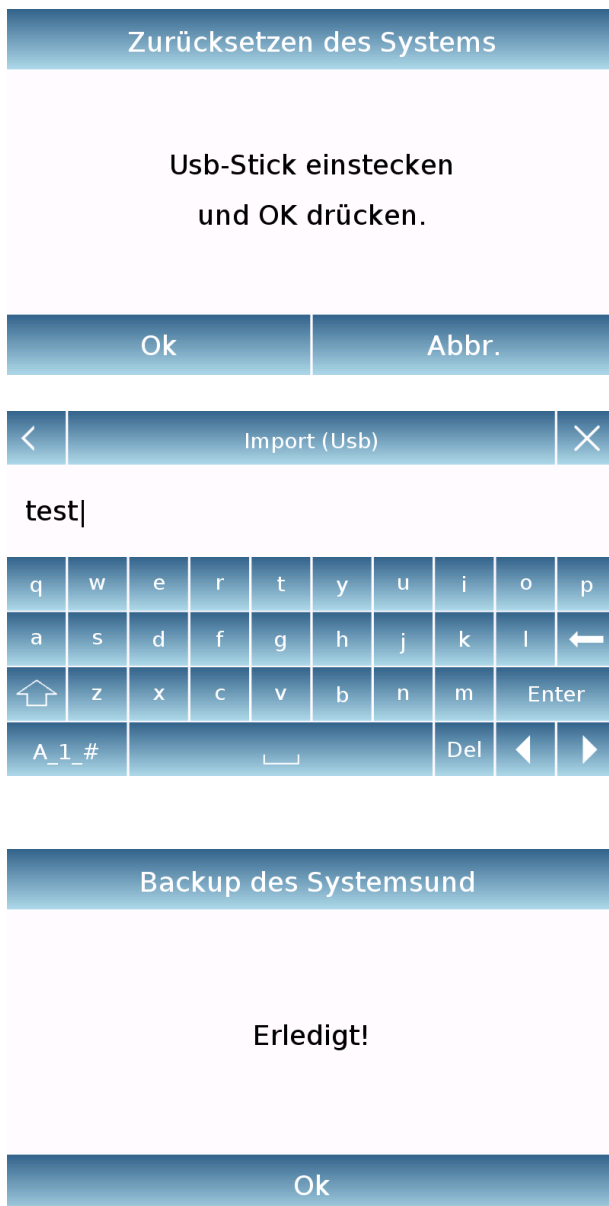 Zurücksetzen des Systems
Usb-Stick einstecken
und OK drücken.
Ok Abbr.
Import (Usb)
test
q w e r t y u i o p
a s d f g h j k l
z x c v b n m Enter
A_1_# Del
Backup des Systemsund
Erledigt!
Ok